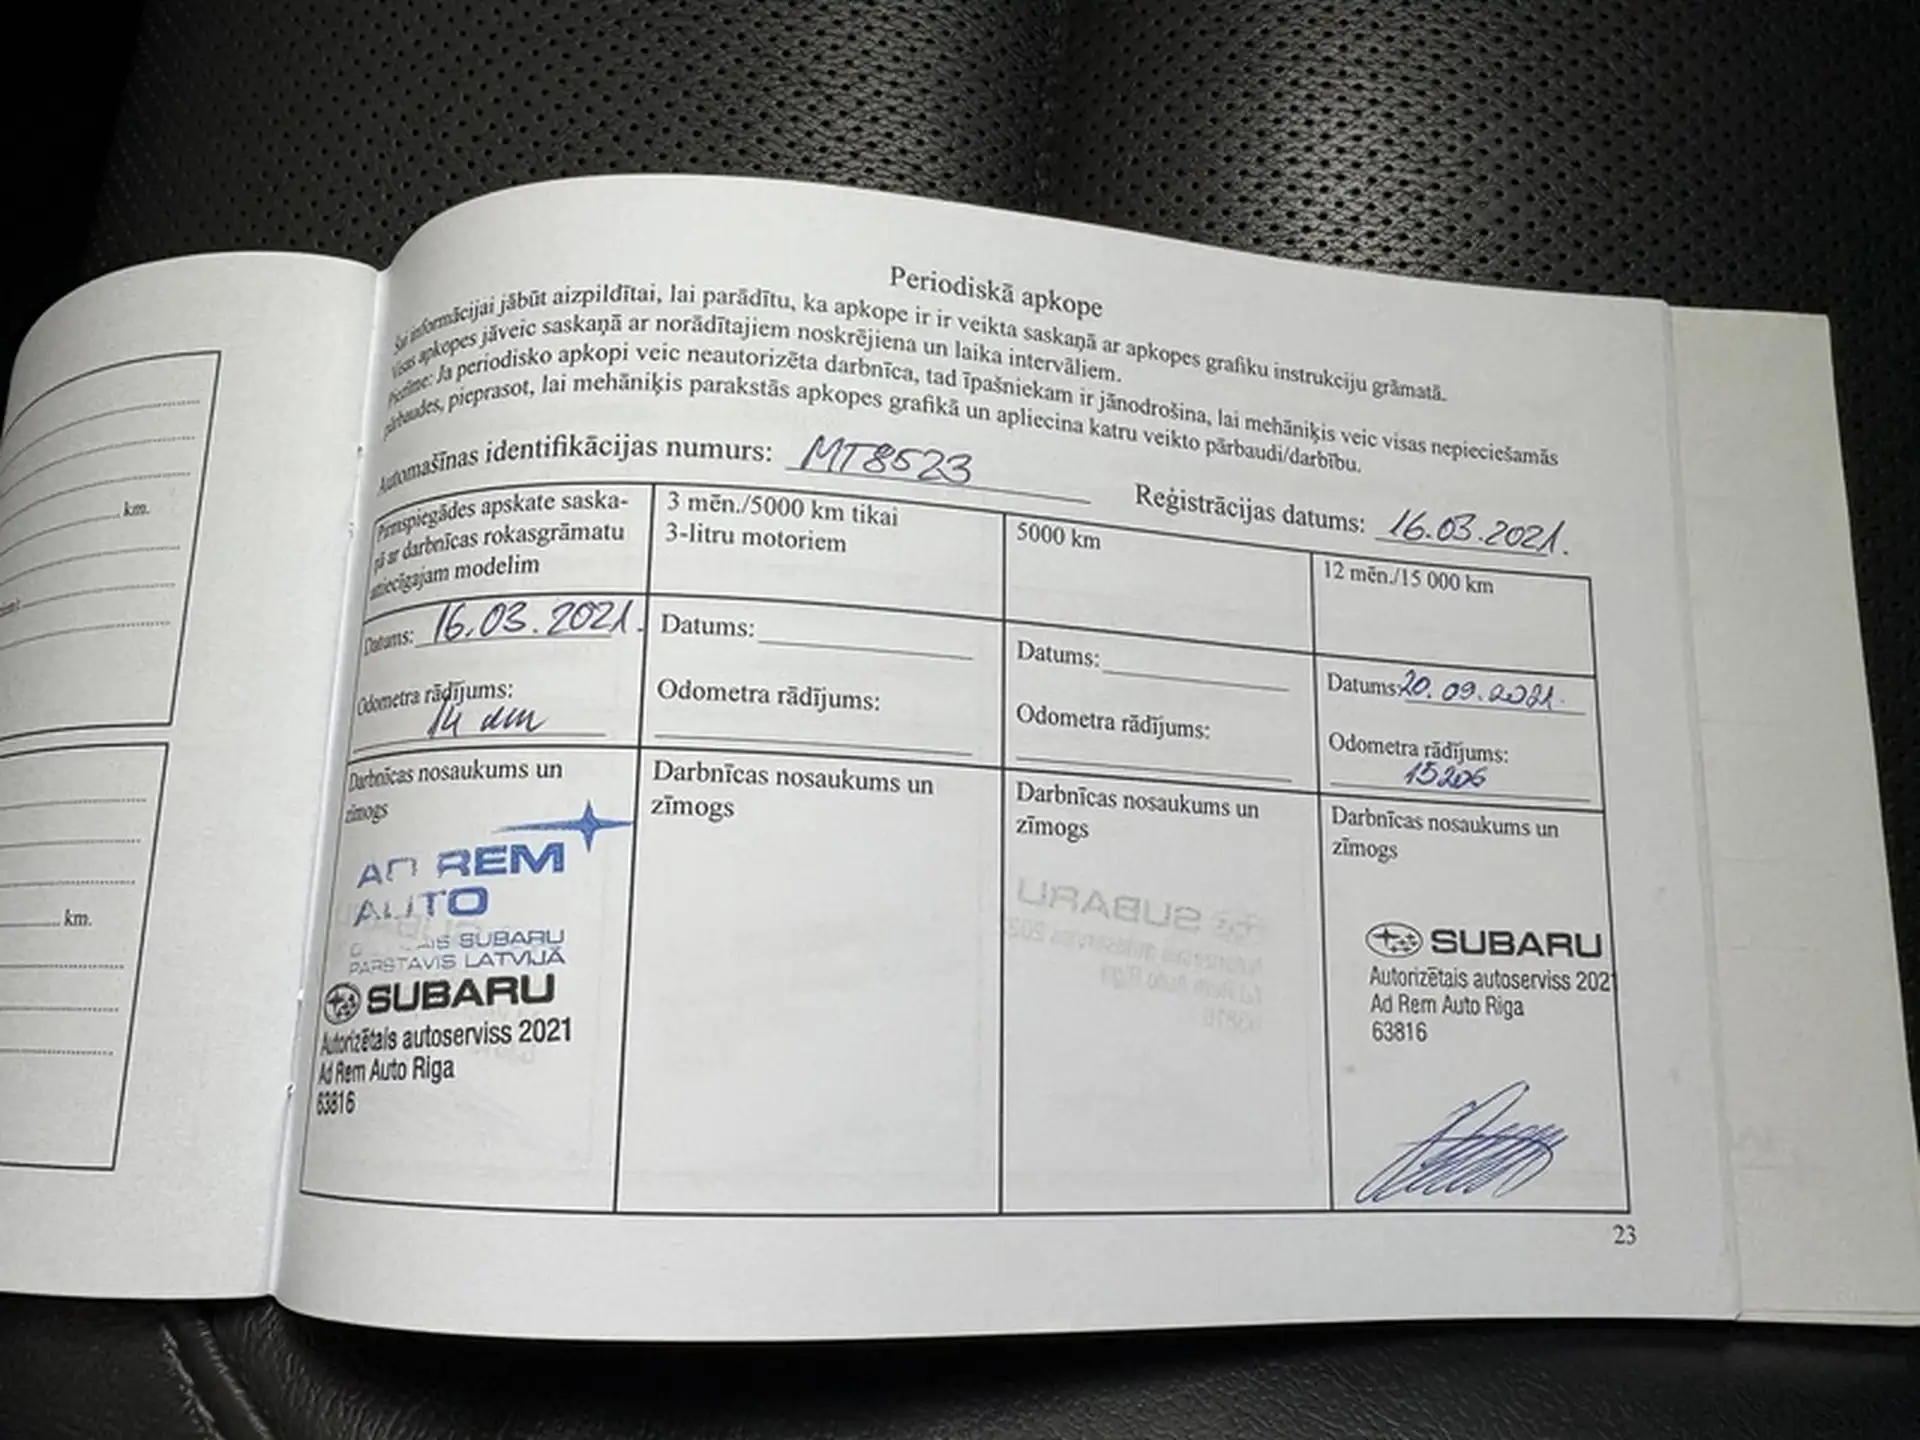 km.
km.
Periodiskā apkope
Šai informācijai jābūt aizpildītai, lai parādītu, ka apkope ir ir veikta saskaņā ar apkopes grafiku instrukciju grāmatā.
Visas apkopes jāveic saskaņā ar norādītajiem noskrējiena un laika intervāliem.
Piezīme: Ja periodisko apkopi veic neautorizēta darbnīca, tad īpašniekam ir jānodrošina, lai mehāniķis veic visas nepieciešamās
pārbaudes, pieprasot, lai mehāniķis parakstās apkopes grafikā un apliecina katru veikto pārbaudi/darbību.
Automašīnas identifikācijas numurs: MT8523
Reģistrācijas datums: 16.03.2021.
Pirmspiegādes apskate saska-
ņā ar darbnīcas rokasgrāmatu
attiecīgajam modelim
Datums: 16.03.2021.
Odometra rādījums:
14
Darbnīcas nosaukums un
zīmogs
AD REM
AUTO
SUBARU
PĀRSTĀVIS LATVIJĀ
SUBARU
Autorizētais autoserviss 2021
Ad Rem Auto Riga
63816
3 mēn./5000 km tikai
3-litru motoriem
Datums:
Odometra rādījums:
Darbnīcas nosaukums un
zīmogs
5000 km
Datums:
Odometra rādījums:
Darbnīcas nosaukums un
zīmogs
12 mēn./15 000 km
Datums: 20.09.2021.
Odometra rādījums:
15206
Darbnīcas nosaukums un
zīmogs
SUBARU
Autorizētais autoserviss 2021
Ad Rem Auto Riga
63816
23